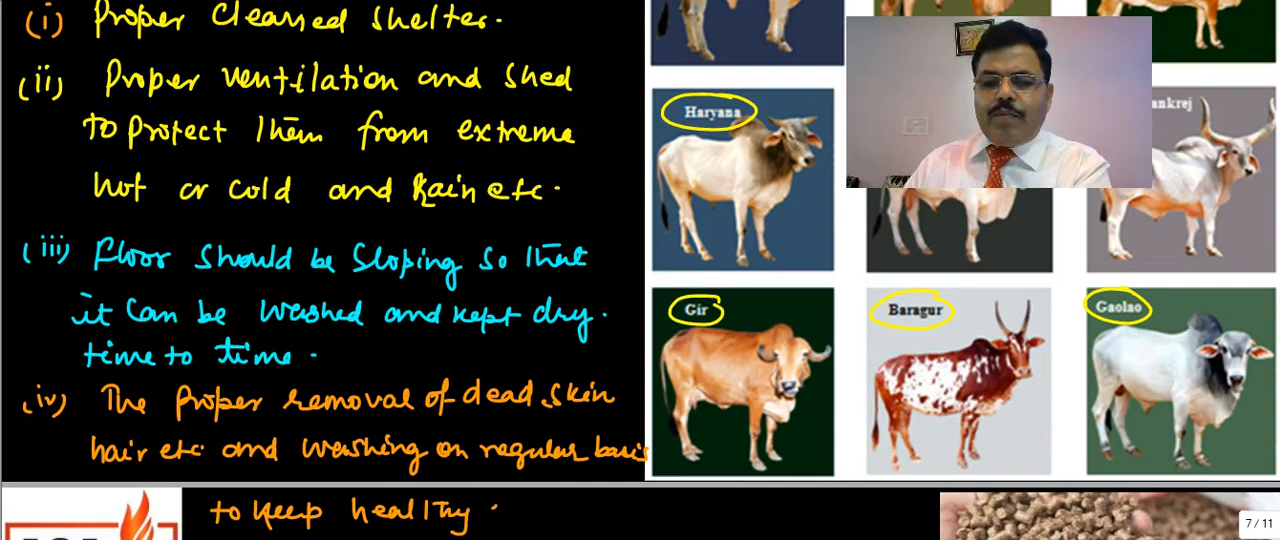 (i) Proper cleaned shelter.
(ii) Proper ventilation and shed
to protect them from extreme
hot or cold and Rain etc.
(iii) Floor should be sloping so that
it can be washed and kept dry.
time to time.
(iv) The proper removal of dead skin
hair etc and washing on regular basis
to keep healthy.
Haryana
ankrej
Gir
Baragur
Gaolao
7 / 11